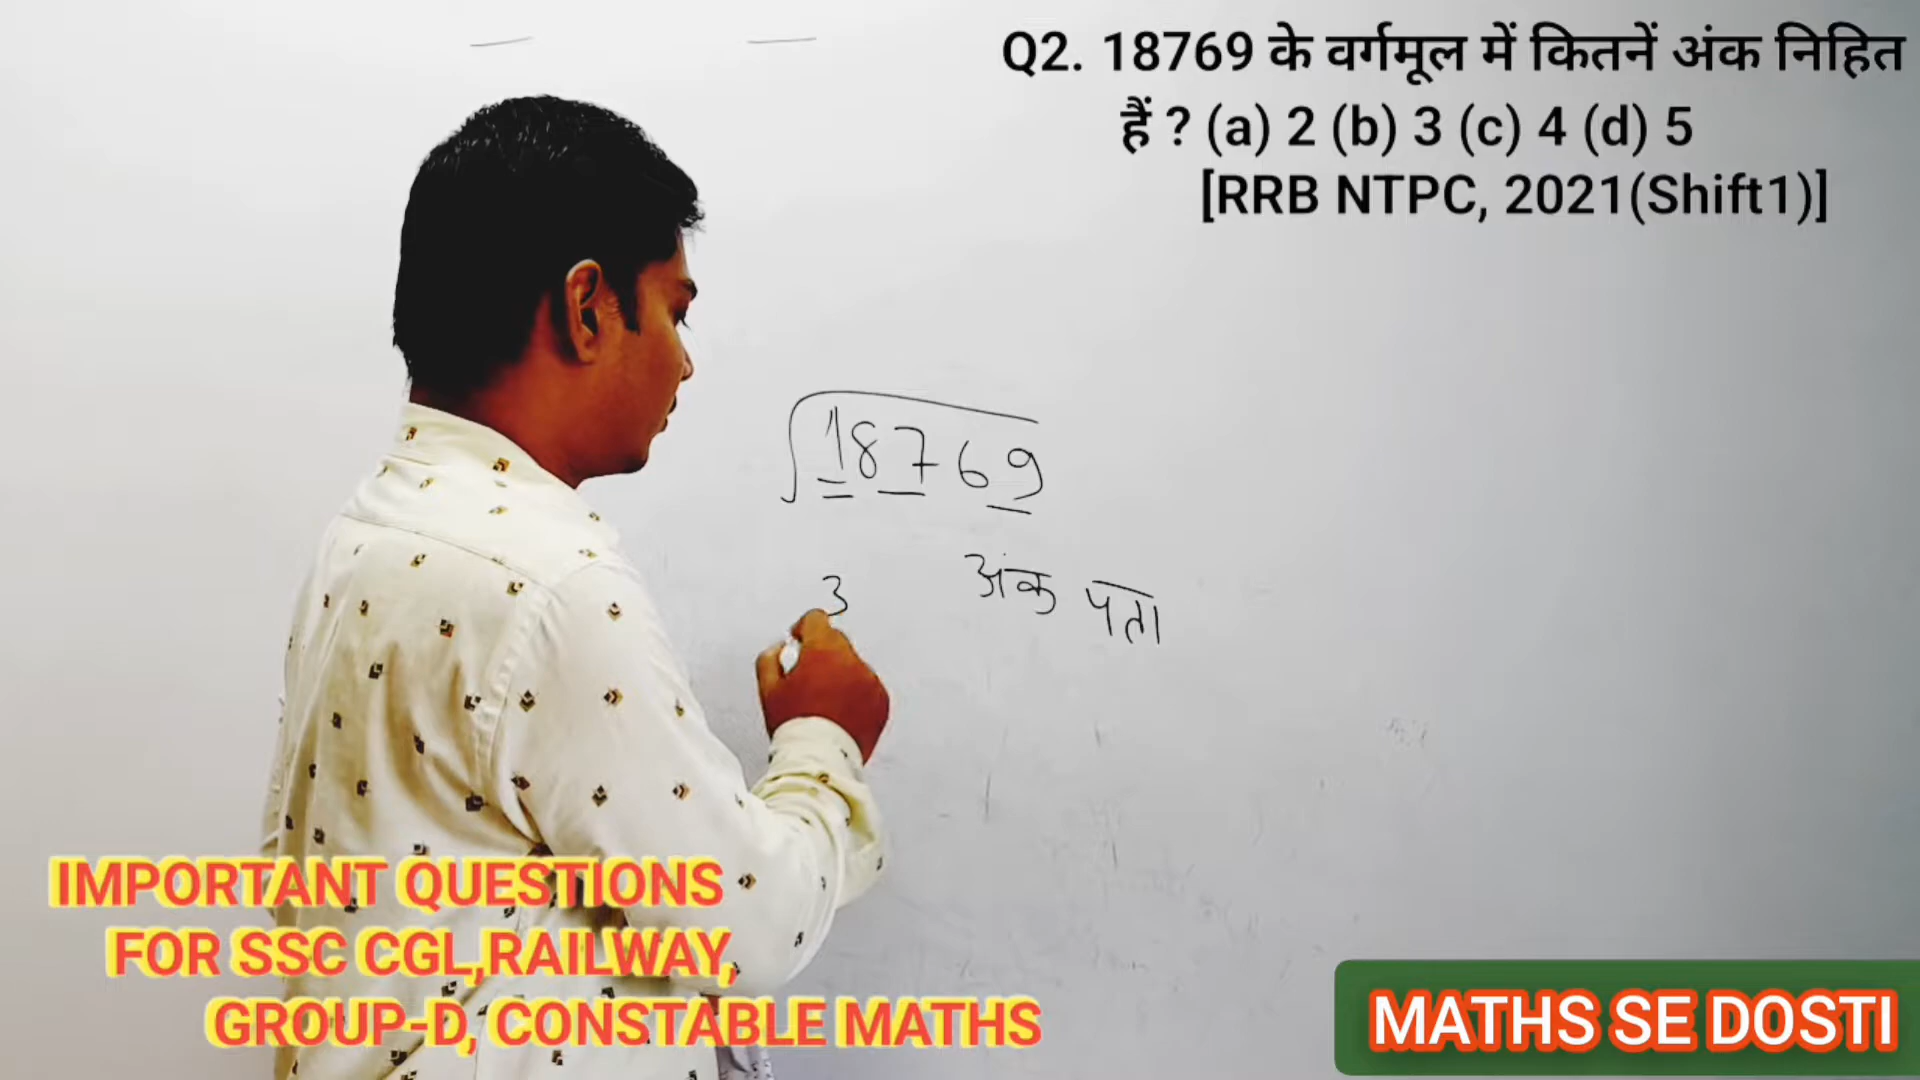 Q2. 18769 के वर्गमूल में कितनें अंक निहित
हैं ? (a) 2 (b) 3 (c) 4 (d) 5
[RRB NTPC, 2021(Shift1)]
18769
3 अंक पता
IMPORTANT QUESTIONS
FOR SSC CGL,RAILWAY,
GROUP-D, CONSTABLE MATHS
MATHS SE DOSTI